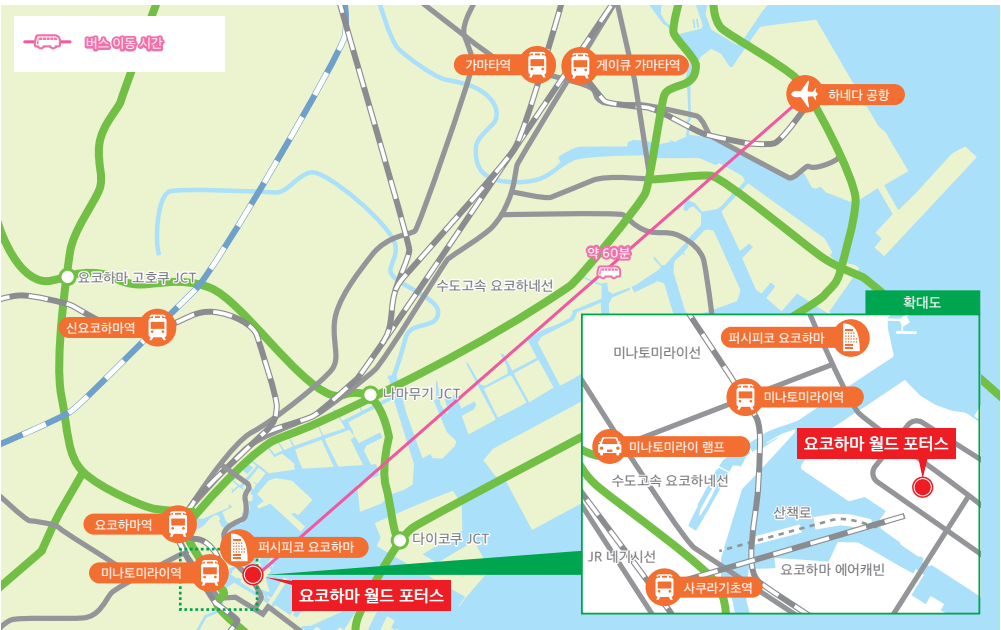 버스 이동 시간
가마타역
게이큐 가마타역
하네다 공항
약 60분
요코하마 고호쿠 JCT
수도고속 요코하네선
신요코하마역
나마무기 JCT
요코하마역
퍼시피코 요코하마
다이코쿠 JCT
미나토미라이역
요코하마 월드 포터스
확대도
퍼시피코 요코하마
미나토미라이선
미나토미라이역
요코하마 월드 포터스
미나토미라이 램프
수도고속 요코하네선
산책로
JR 네기시선
요코하마 에어캐빈
사쿠라기초역